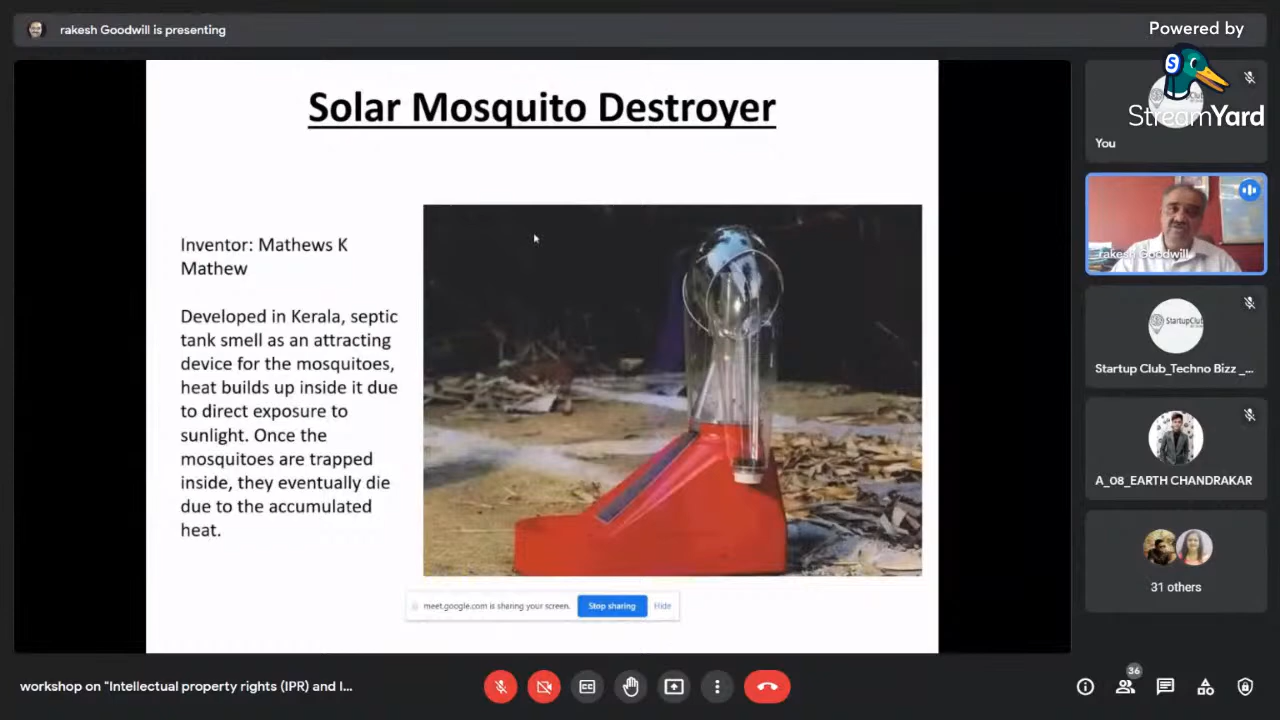 rakesh Goodwill is presenting
Powered by
StreamYard
You
Solar Mosquito Destroyer
Inventor: Mathews K
Mathew
Developed in Kerala, septic
tank smell as an attracting
device for the mosquitoes,
heat builds up inside it due
to direct exposure to
sunlight. Once the
mosquitoes are trapped
inside, they eventually die
due to the accumulated
heat.
meet.google.com is sharing your screen.
Stop sharing
Hide
rakesh Goodwill
StartupClub
Startup Club_Techno Bizz _...
A_08_EARTH CHANDRAKAR
31 others
workshop on "Intellectual property rights (IPR) and I...
36